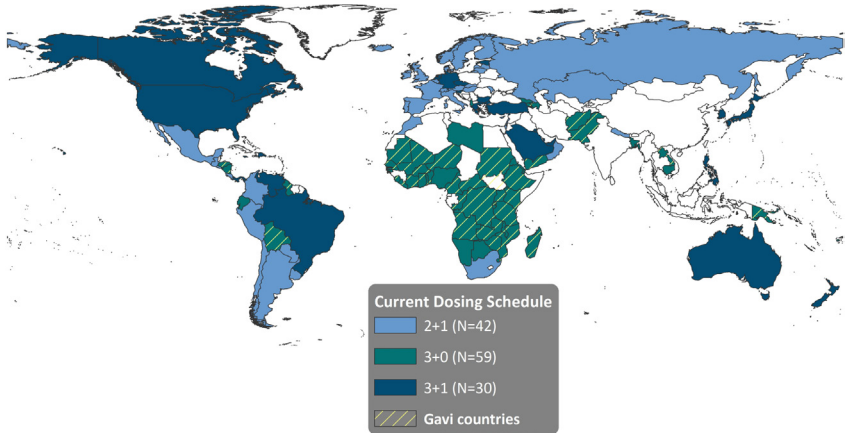 Current Dosing Schedule
2+1 (N=42)
3+0 (N=59)
3+1 (N=30)
Gavi countries